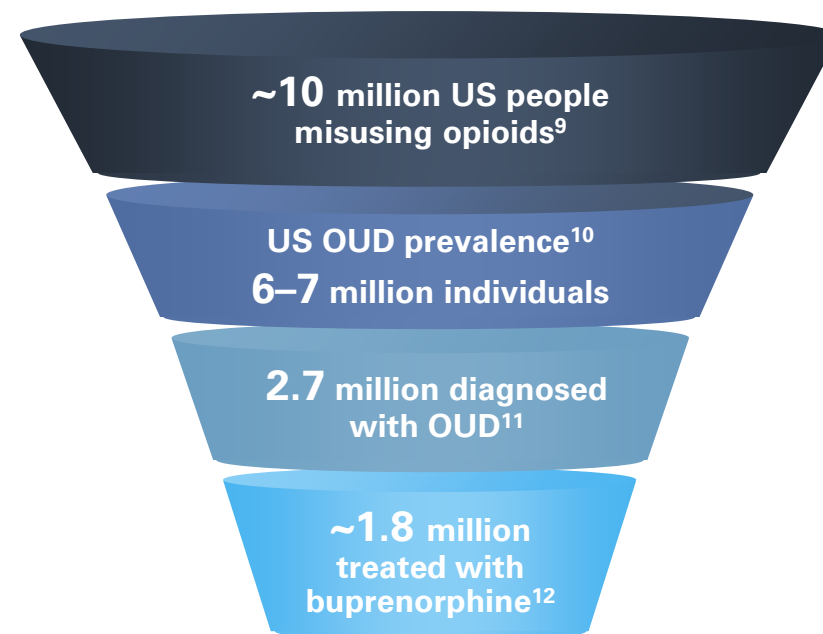 ~10 million US people
misusing opioids⁹
US OUD prevalence¹⁰
6–7 million individuals
2.7 million diagnosed
with OUD¹¹
~1.8 million
treated with
buprenorphine¹²